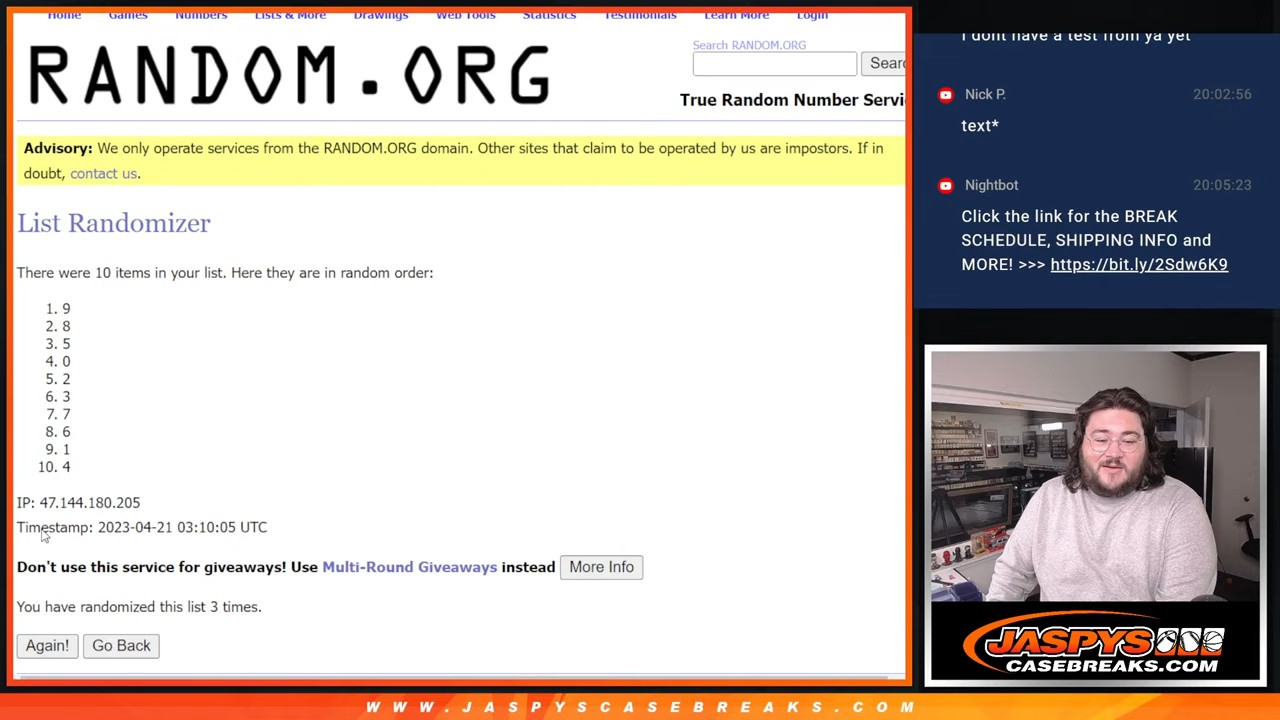 Home Games Numbers Lists & More Drawings Web Tools Statistics Testimonials Learn More Login
RANDOM.ORG
Search RANDOM.ORG
Searc
True Random Number Servi
Advisory: We only operate services from the RANDOM.ORG domain. Other sites that claim to be operated by us are impostors. If in
doubt, contact us.
List Randomizer
There were 10 items in your list. Here they are in random order:
1. 9
2. 8
3. 5
4. 0
5. 2
6. 3
7. 7
8. 6
9. 1
10. 4
IP: 47.144.180.205
Timestamp: 2023-04-21 03:10:05 UTC
Don't use this service for giveaways! Use Multi-Round Giveaways instead More Info
You have randomized this list 3 times.
Again! Go Back
I dont have a test from ya yet
Nick P. 20:02:56
text*
Nightbot 20:05:23
Click the link for the BREAK
SCHEDULE, SHIPPING INFO and
MORE! >>> https://bit.ly/2Sdw6K9
JASPYS
CASEBREAKS.COM
WWW.JASPYSCASEBREAKS.COM